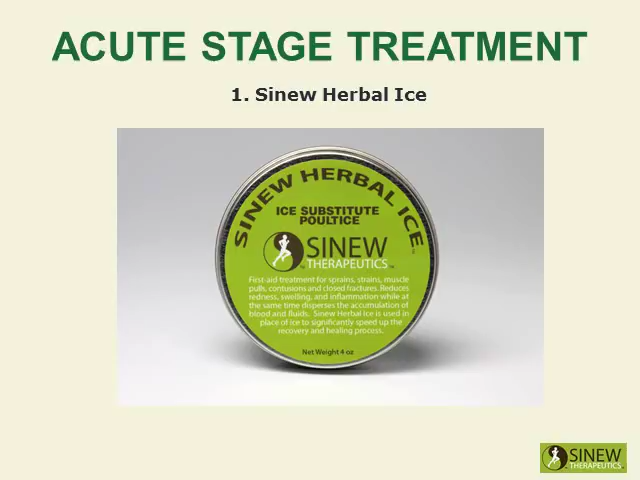 ACUTE STAGE TREATMENT
1. Sinew Herbal Ice
SINEW HERBAL ICE™
ICE SUBSTITUTE
POULTICE
SINEW
THERAPEUTICS™
First-aid treatment for sprains, strains, muscle
pulls, contusions and closed fractures. Reduces
redness, swelling, and inflammation while at
the same time disperses the accumulation of
blood and fluids. Sinew Herbal Ice is used in
place of ice to significantly speed up the
recovery and healing process.
Net Weight 4 oz
SINEW
THERAPEUTICS